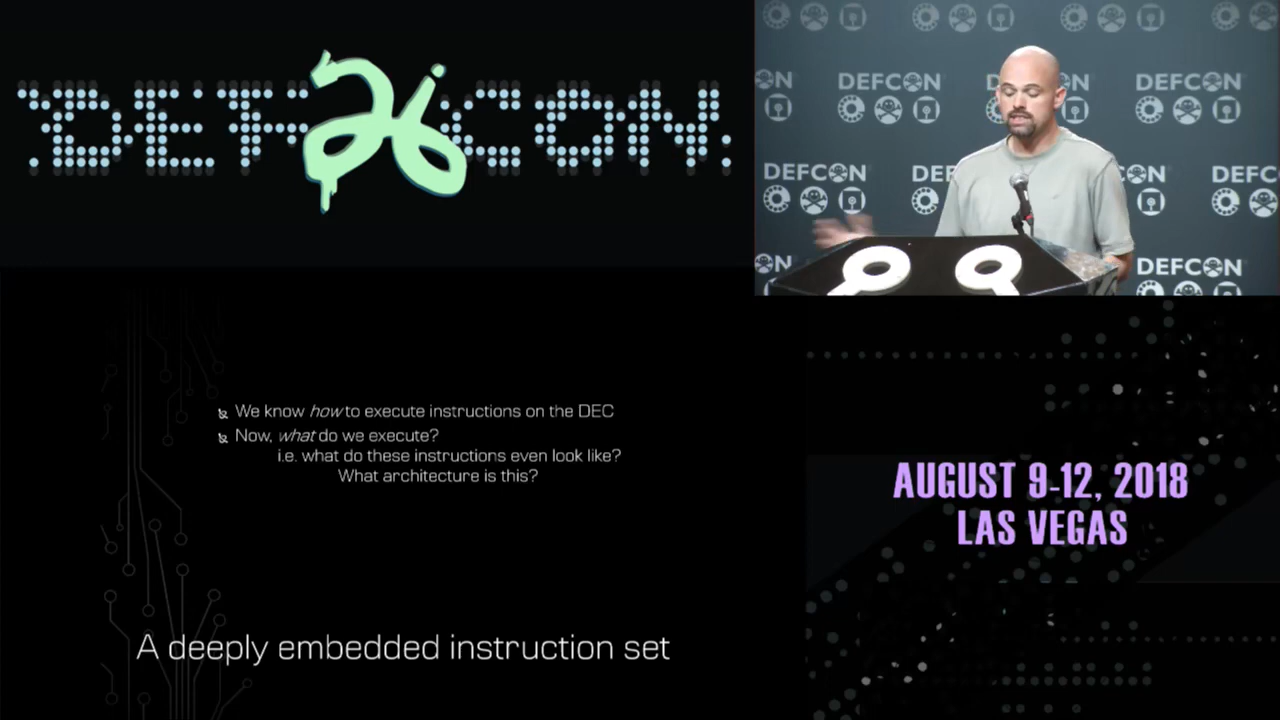 DEF CON
26
DEFCON DEFCON
DEFCON DEFCON DEFCON
DEFCON
We know how to execute instructions on the DEC
Now, what do we execute?
i.e. what do these instructions even look like?
What architecture is this?
A deeply embedded instruction set
AUGUST 9-12, 2018
LAS VEGAS